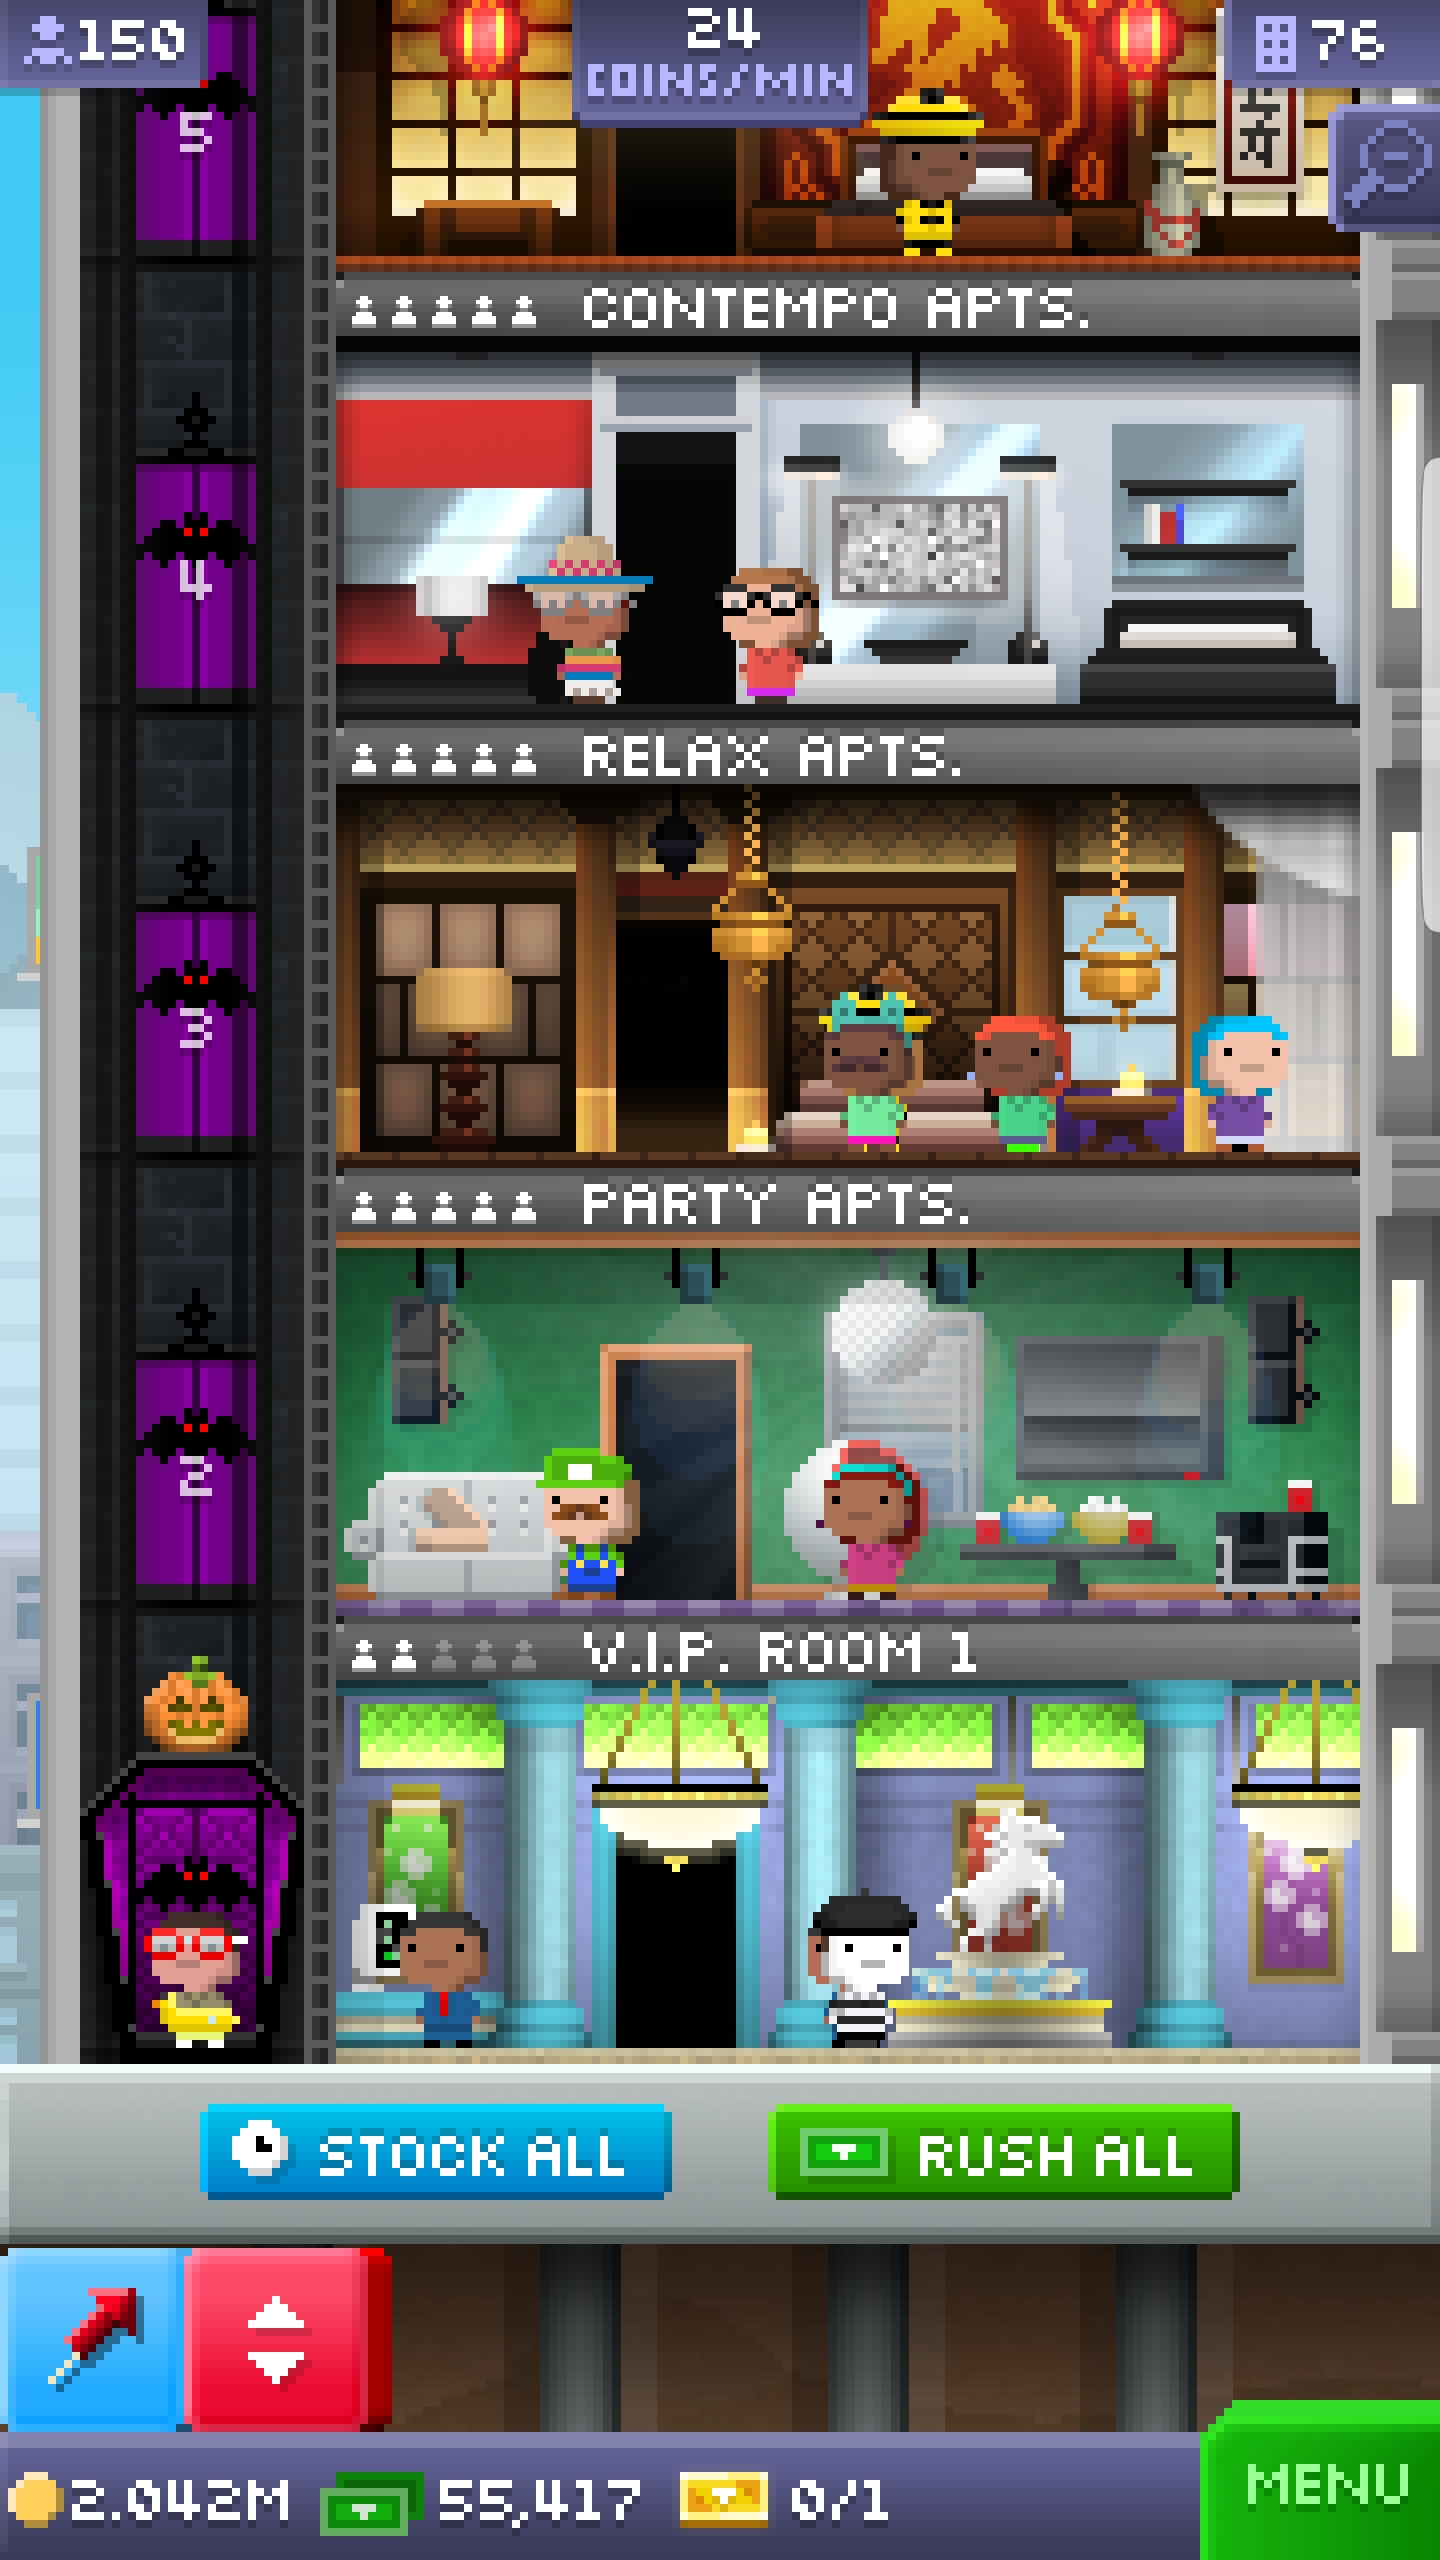 150
24
COINS/MIN
76
5
CONTEMPO APTS.
4
RELAX APTS.
3
PARTY APTS.
2
V.I.P. ROOM 1
STOCK ALL
RUSH ALL
2.042M
55,417
0/1
MENU